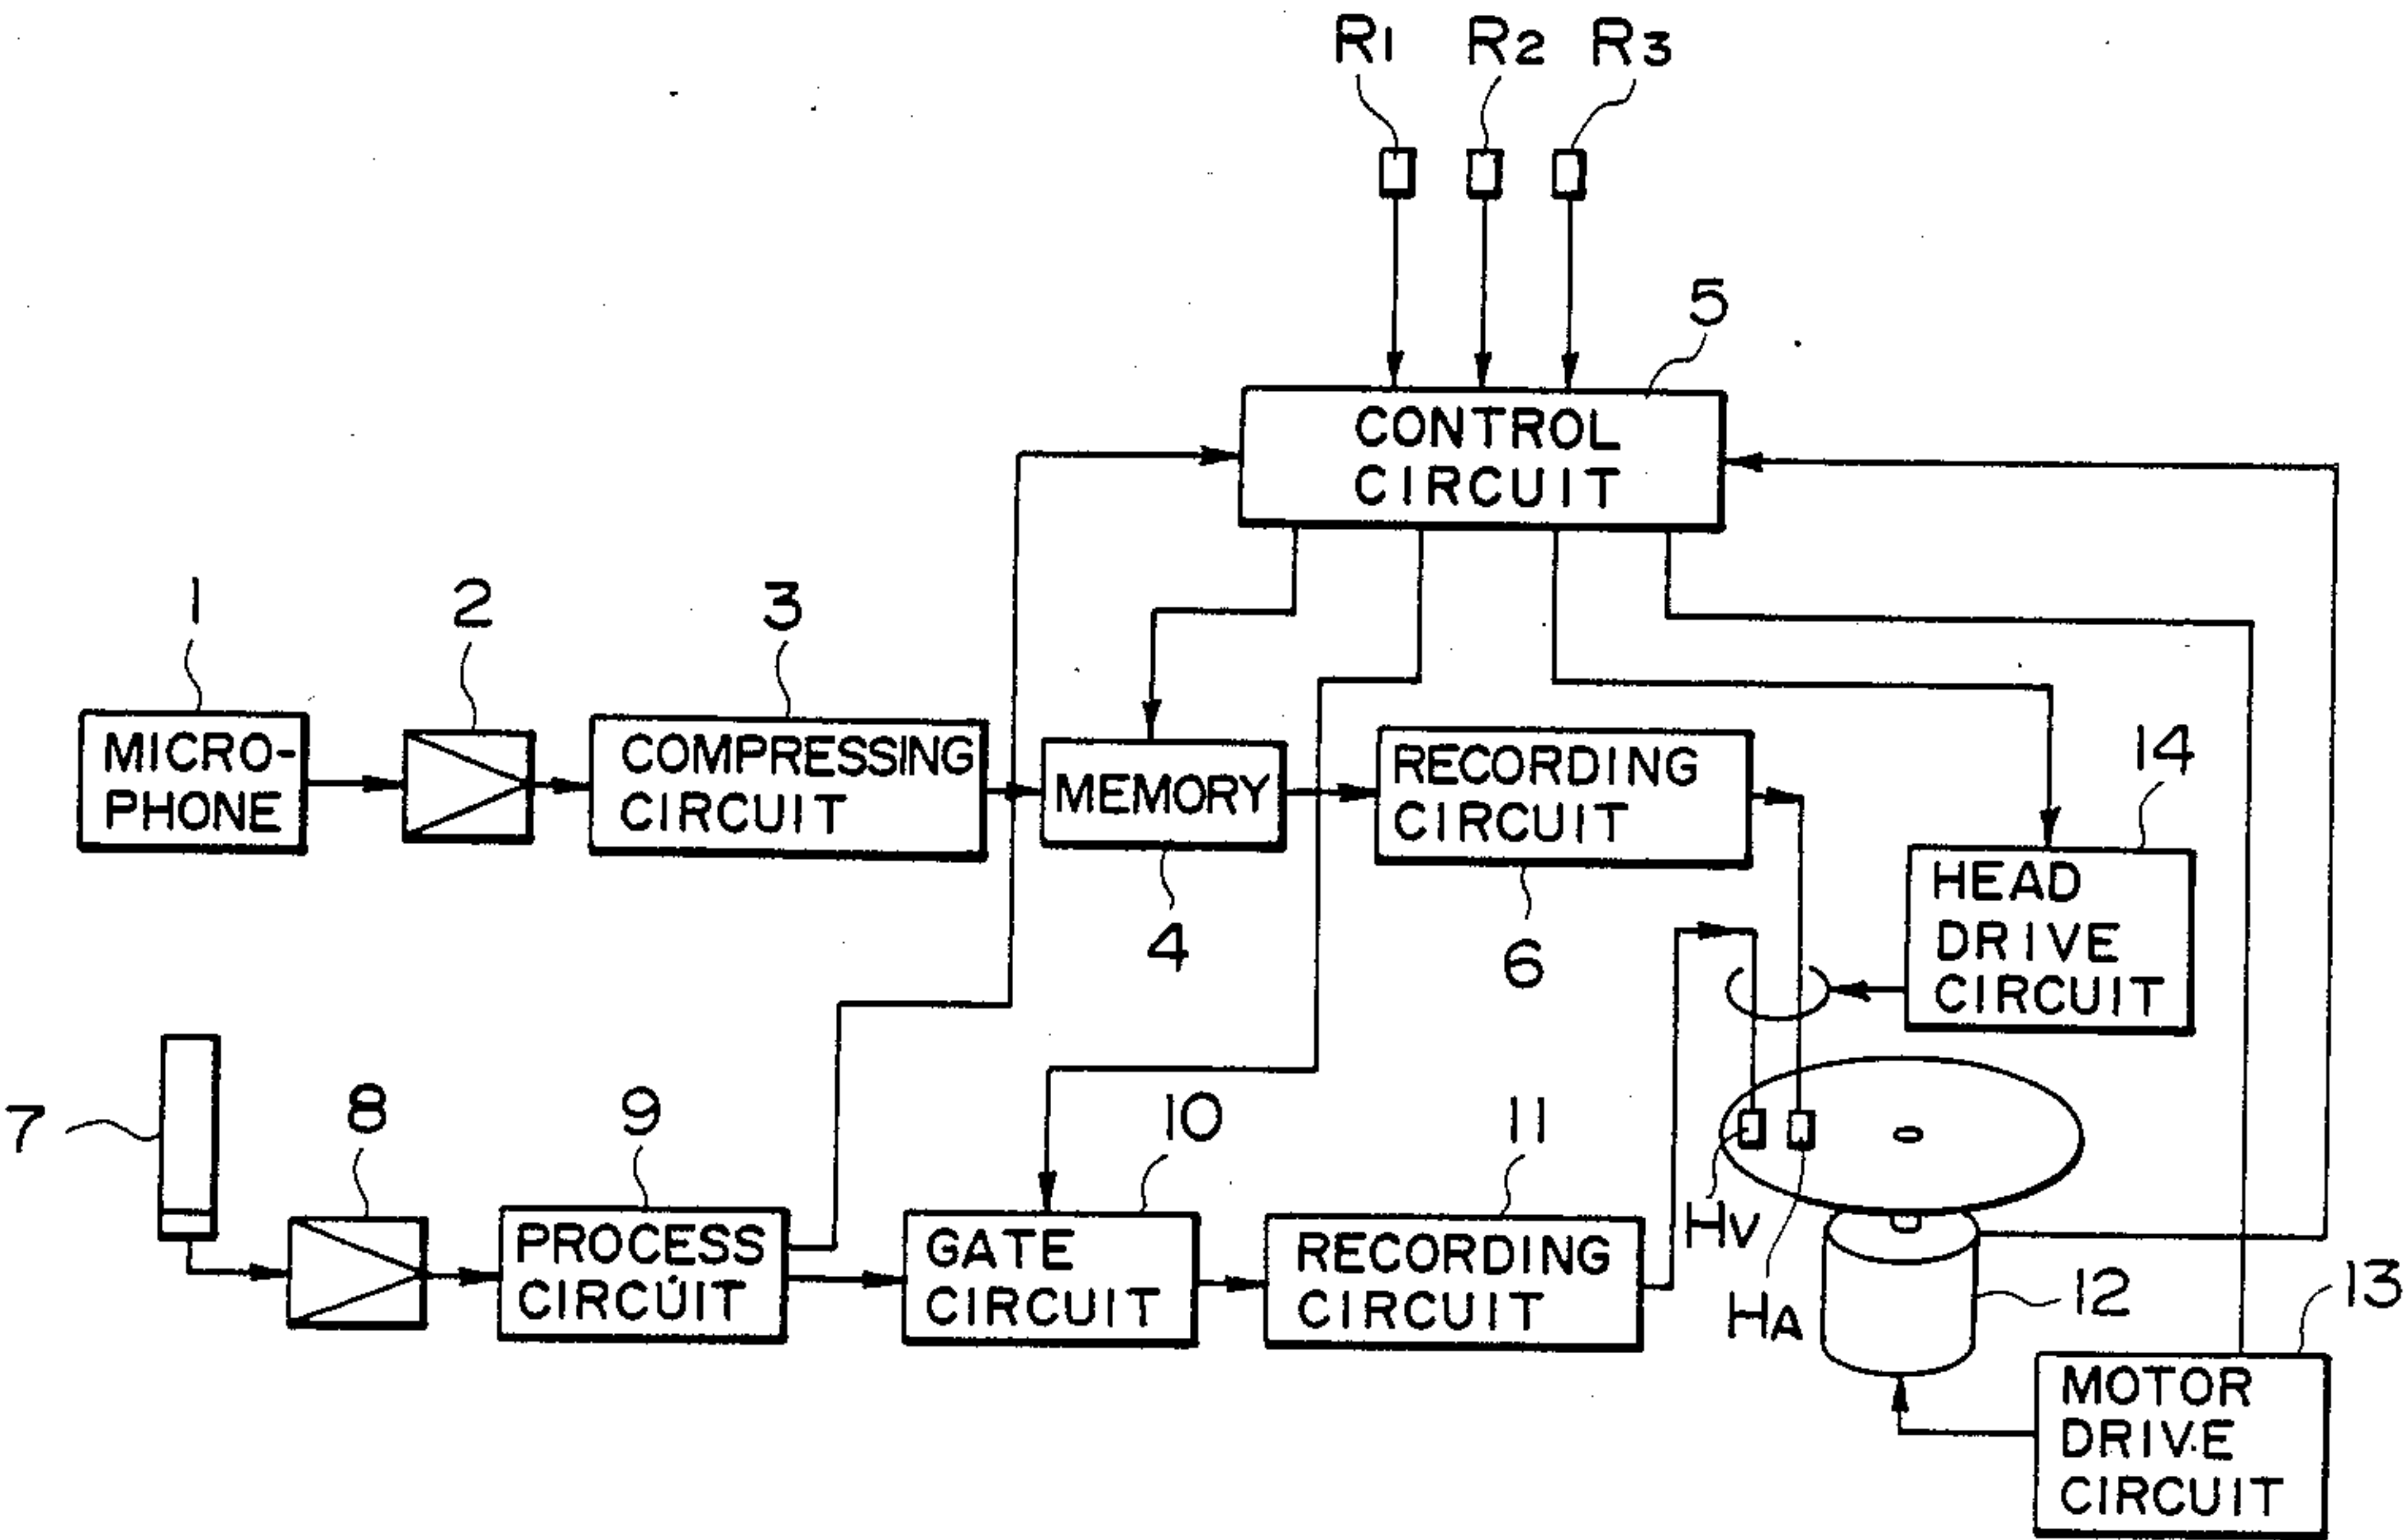 R1 R2 R3
5
CONTROL
CIRCUIT
1 2 3
MICRO-
PHONE
COMPRESSING
CIRCUIT
MEMORY
4
RECORDING
CIRCUIT
6
14
HEAD
DRIVE
CIRCUIT
7 8 9 10 11
PROCESS
CIRCUIT
GATE
CIRCUIT
RECORDING
CIRCUIT
HV
HA
12
13
MOTOR
DRIVE
CIRCUIT